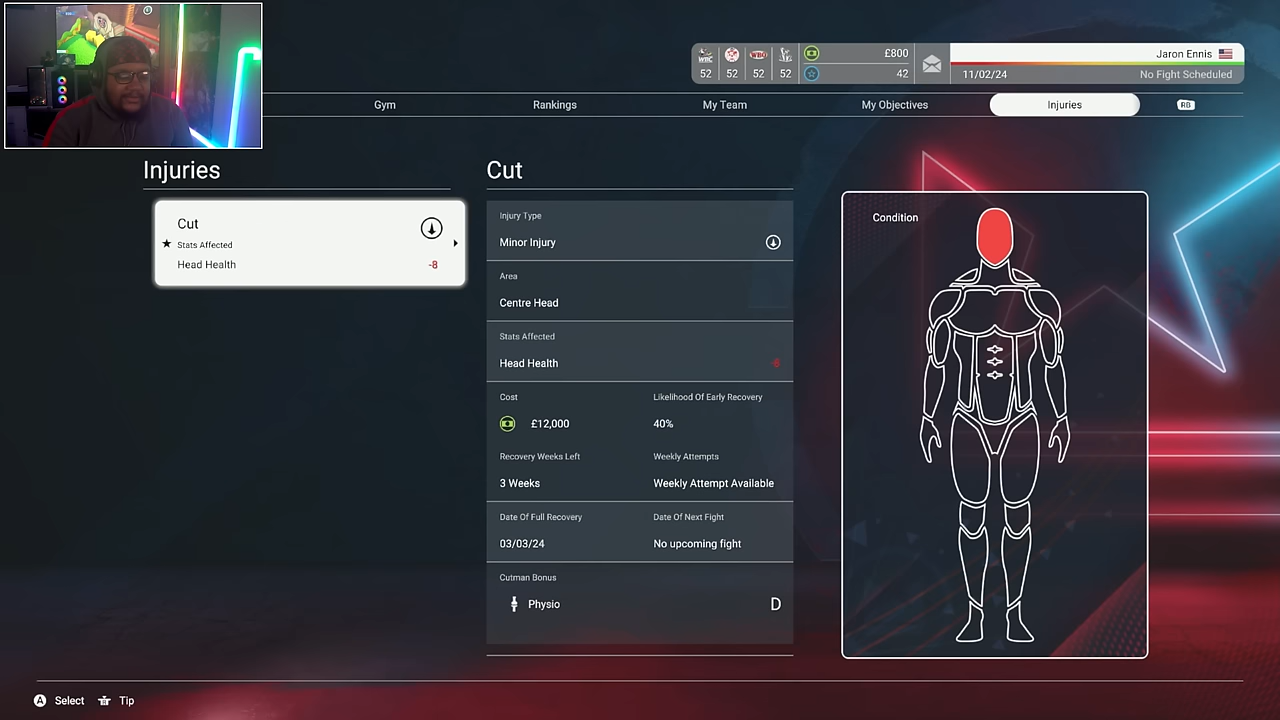 WBC WBO
52 52 52 52
£800
42
Jaron Ennis
11/02/24 No Fight Scheduled
Gym Rankings My Team My Objectives Injuries RB
Injuries
Cut
Stats Affected
Head Health -8
Cut
Injury Type
Minor Injury
Area
Centre Head
Stats Affected
Head Health -8
Cost Likelihood Of Early Recovery
£12,000 40%
Recovery Weeks Left Weekly Attempts
3 Weeks Weekly Attempt Available
Date Of Full Recovery Date Of Next Fight
03/03/24 No upcoming fight
Cutman Bonus
Physio D
Condition
A Select Tip